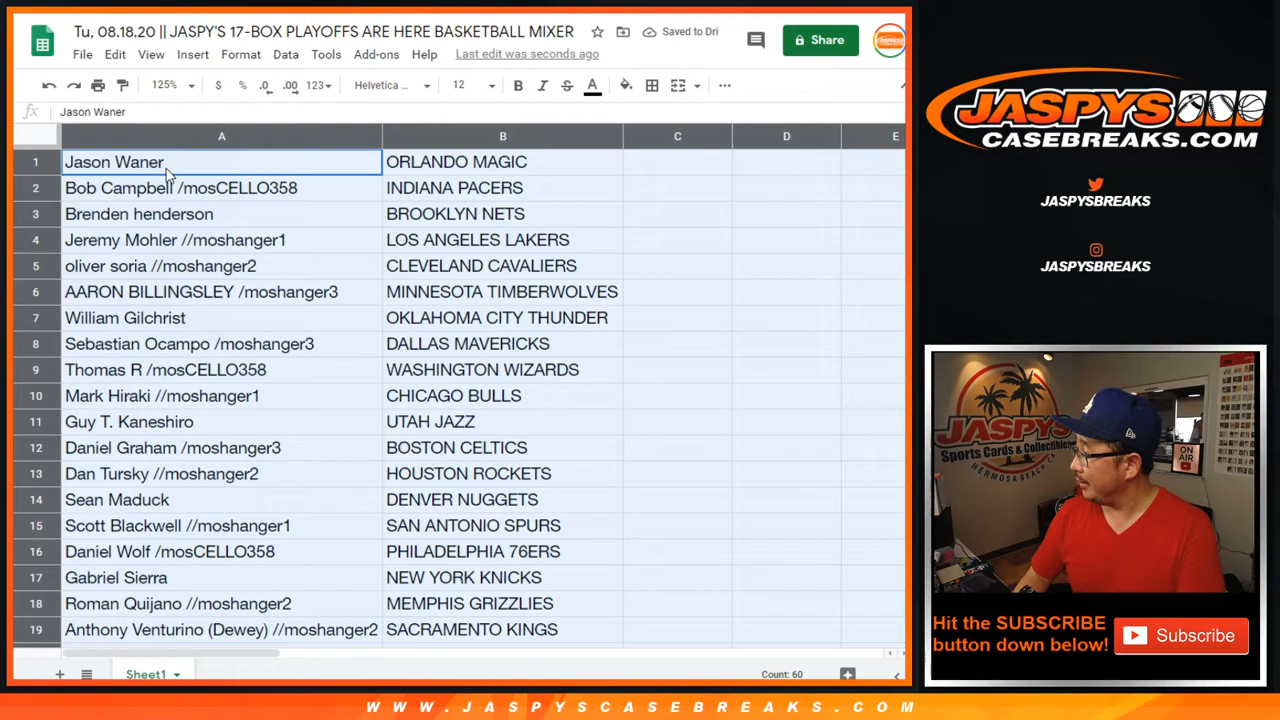 Tu, 08.18.20 || JASPY'S 17-BOX PLAYOFFS ARE HERE BASKETBALL MIXER
Saved to Dri
Share
File Edit View Insert Format Data Tools Add-ons Help Last edit was seconds ago
125% $ % .0 .00 123 Helvetica ... 12 B I S A
fx Jason Waner
A B C D E
1 Jason Waner ORLANDO MAGIC
2 Bob Campbell /mosCELLO358 INDIANA PACERS
3 Brenden henderson BROOKLYN NETS
4 Jeremy Mohler //moshanger1 LOS ANGELES LAKERS
5 oliver soria //moshanger2 CLEVELAND CAVALIERS
6 AARON BILLINGSLEY /moshanger3 MINNESOTA TIMBERWOLVES
7 William Gilchrist OKLAHOMA CITY THUNDER
8 Sebastian Ocampo /moshanger3 DALLAS MAVERICKS
9 Thomas R /mosCELLO358 WASHINGTON WIZARDS
10 Mark Hiraki //moshanger1 CHICAGO BULLS
11 Guy T. Kaneshiro UTAH JAZZ
12 Daniel Graham /moshanger3 BOSTON CELTICS
13 Dan Tursky //moshanger2 HOUSTON ROCKETS
14 Sean Maduck DENVER NUGGETS
15 Scott Blackwell //moshanger1 SAN ANTONIO SPURS
16 Daniel Wolf /mosCELLO358 PHILADELPHIA 76ERS
17 Gabriel Sierra NEW YORK KNICKS
18 Roman Quijano //moshanger2 MEMPHIS GRIZZLIES
19 Anthony Venturino (Dewey) //moshanger2 SACRAMENTO KINGS
Sheet1
Count: 60
JASPYS
CASEBREAKS.COM
JASPYSBREAKS
JASPYSBREAKS
JASPYS
Sports Cards & Collectibles
HERMOSA BEACH, CA
ON AIR
Hit the SUBSCRIBE
button down below!
Subscribe
WWW.JASPYSCASEBREAKS.COM